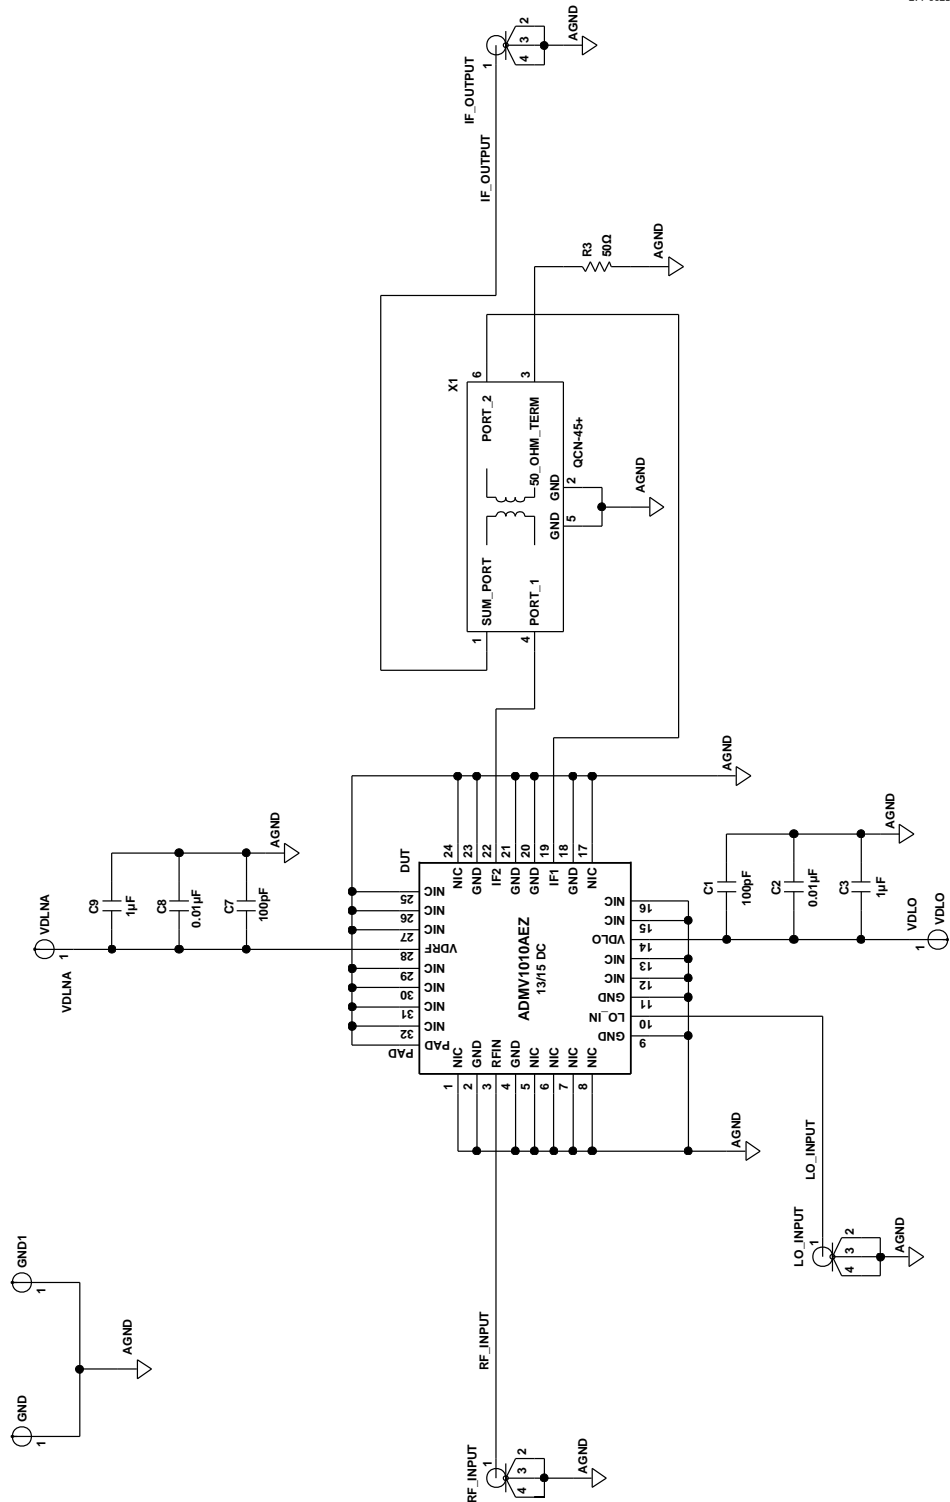 GND
1
GND1
1
AGND
VDLNA
1
VDLNA
C9
1µF
C8
0.01µF
C7
100pF
AGND
RF_INPUT
1
4 3 2
AGND
RF_INPUT
LO_INPUT
1
4 3 2
AGND
LO_INPUT
DUT
ADMV1010AEZ
13/15 DC
1 NIC
2 GND
3 RFIN
4 GND
5 NIC
6 NIC
7 NIC
8 NIC
AGND
9 GND
10 LO_IN
11 GND
12 NIC
13 NIC
14 VDLO
15 NIC
16 NIC
17 NIC
18 GND
19 IF1
20 GND
21 GND
22 IF2
23 GND
24 NIC
AGND
25 NIC
26 NIC
27 NIC
28 VDRF
29 NIC
30 NIC
31 NIC
32 NIC
PAD PAD
C1
100pF
C2
0.01µF
C3
1µF
AGND
VDLO
1
VDLO
X1
1 SUM_PORT
4 PORT_1
PORT_2 6
50_OHM_TERM 3
GND GND
5 2
QCN-45+
AGND
R3
50Ω
AGND
IF_OUTPUT
IF_OUTPUT
1
4 3 2
AGND